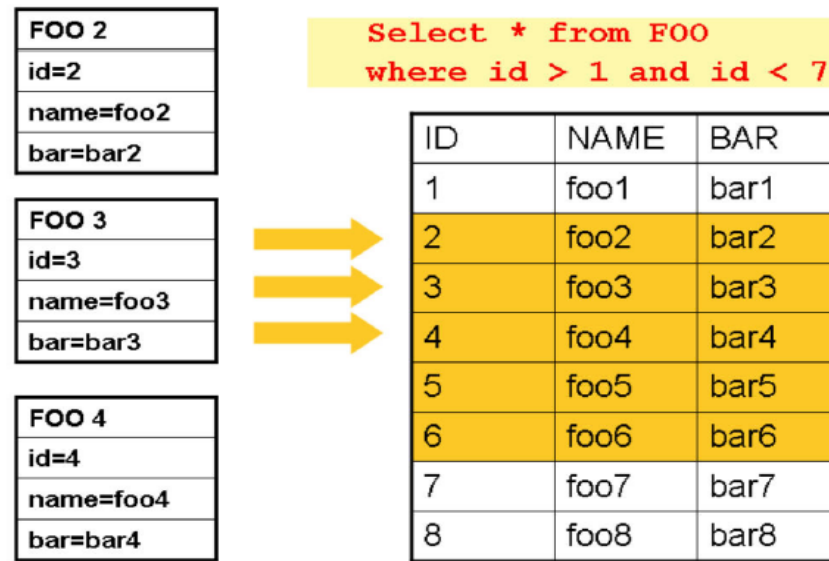 FOO 2
id=2
name=foo2
bar=bar2
FOO 3
id=3
name=foo3
bar=bar3
FOO 4
id=4
name=foo4
bar=bar4
Select * from FOO
where id > 1 and id < 7
ID NAME BAR
1 foo1 bar1
2 foo2 bar2
3 foo3 bar3
4 foo4 bar4
5 foo5 bar5
6 foo6 bar6
7 foo7 bar7
8 foo8 bar8